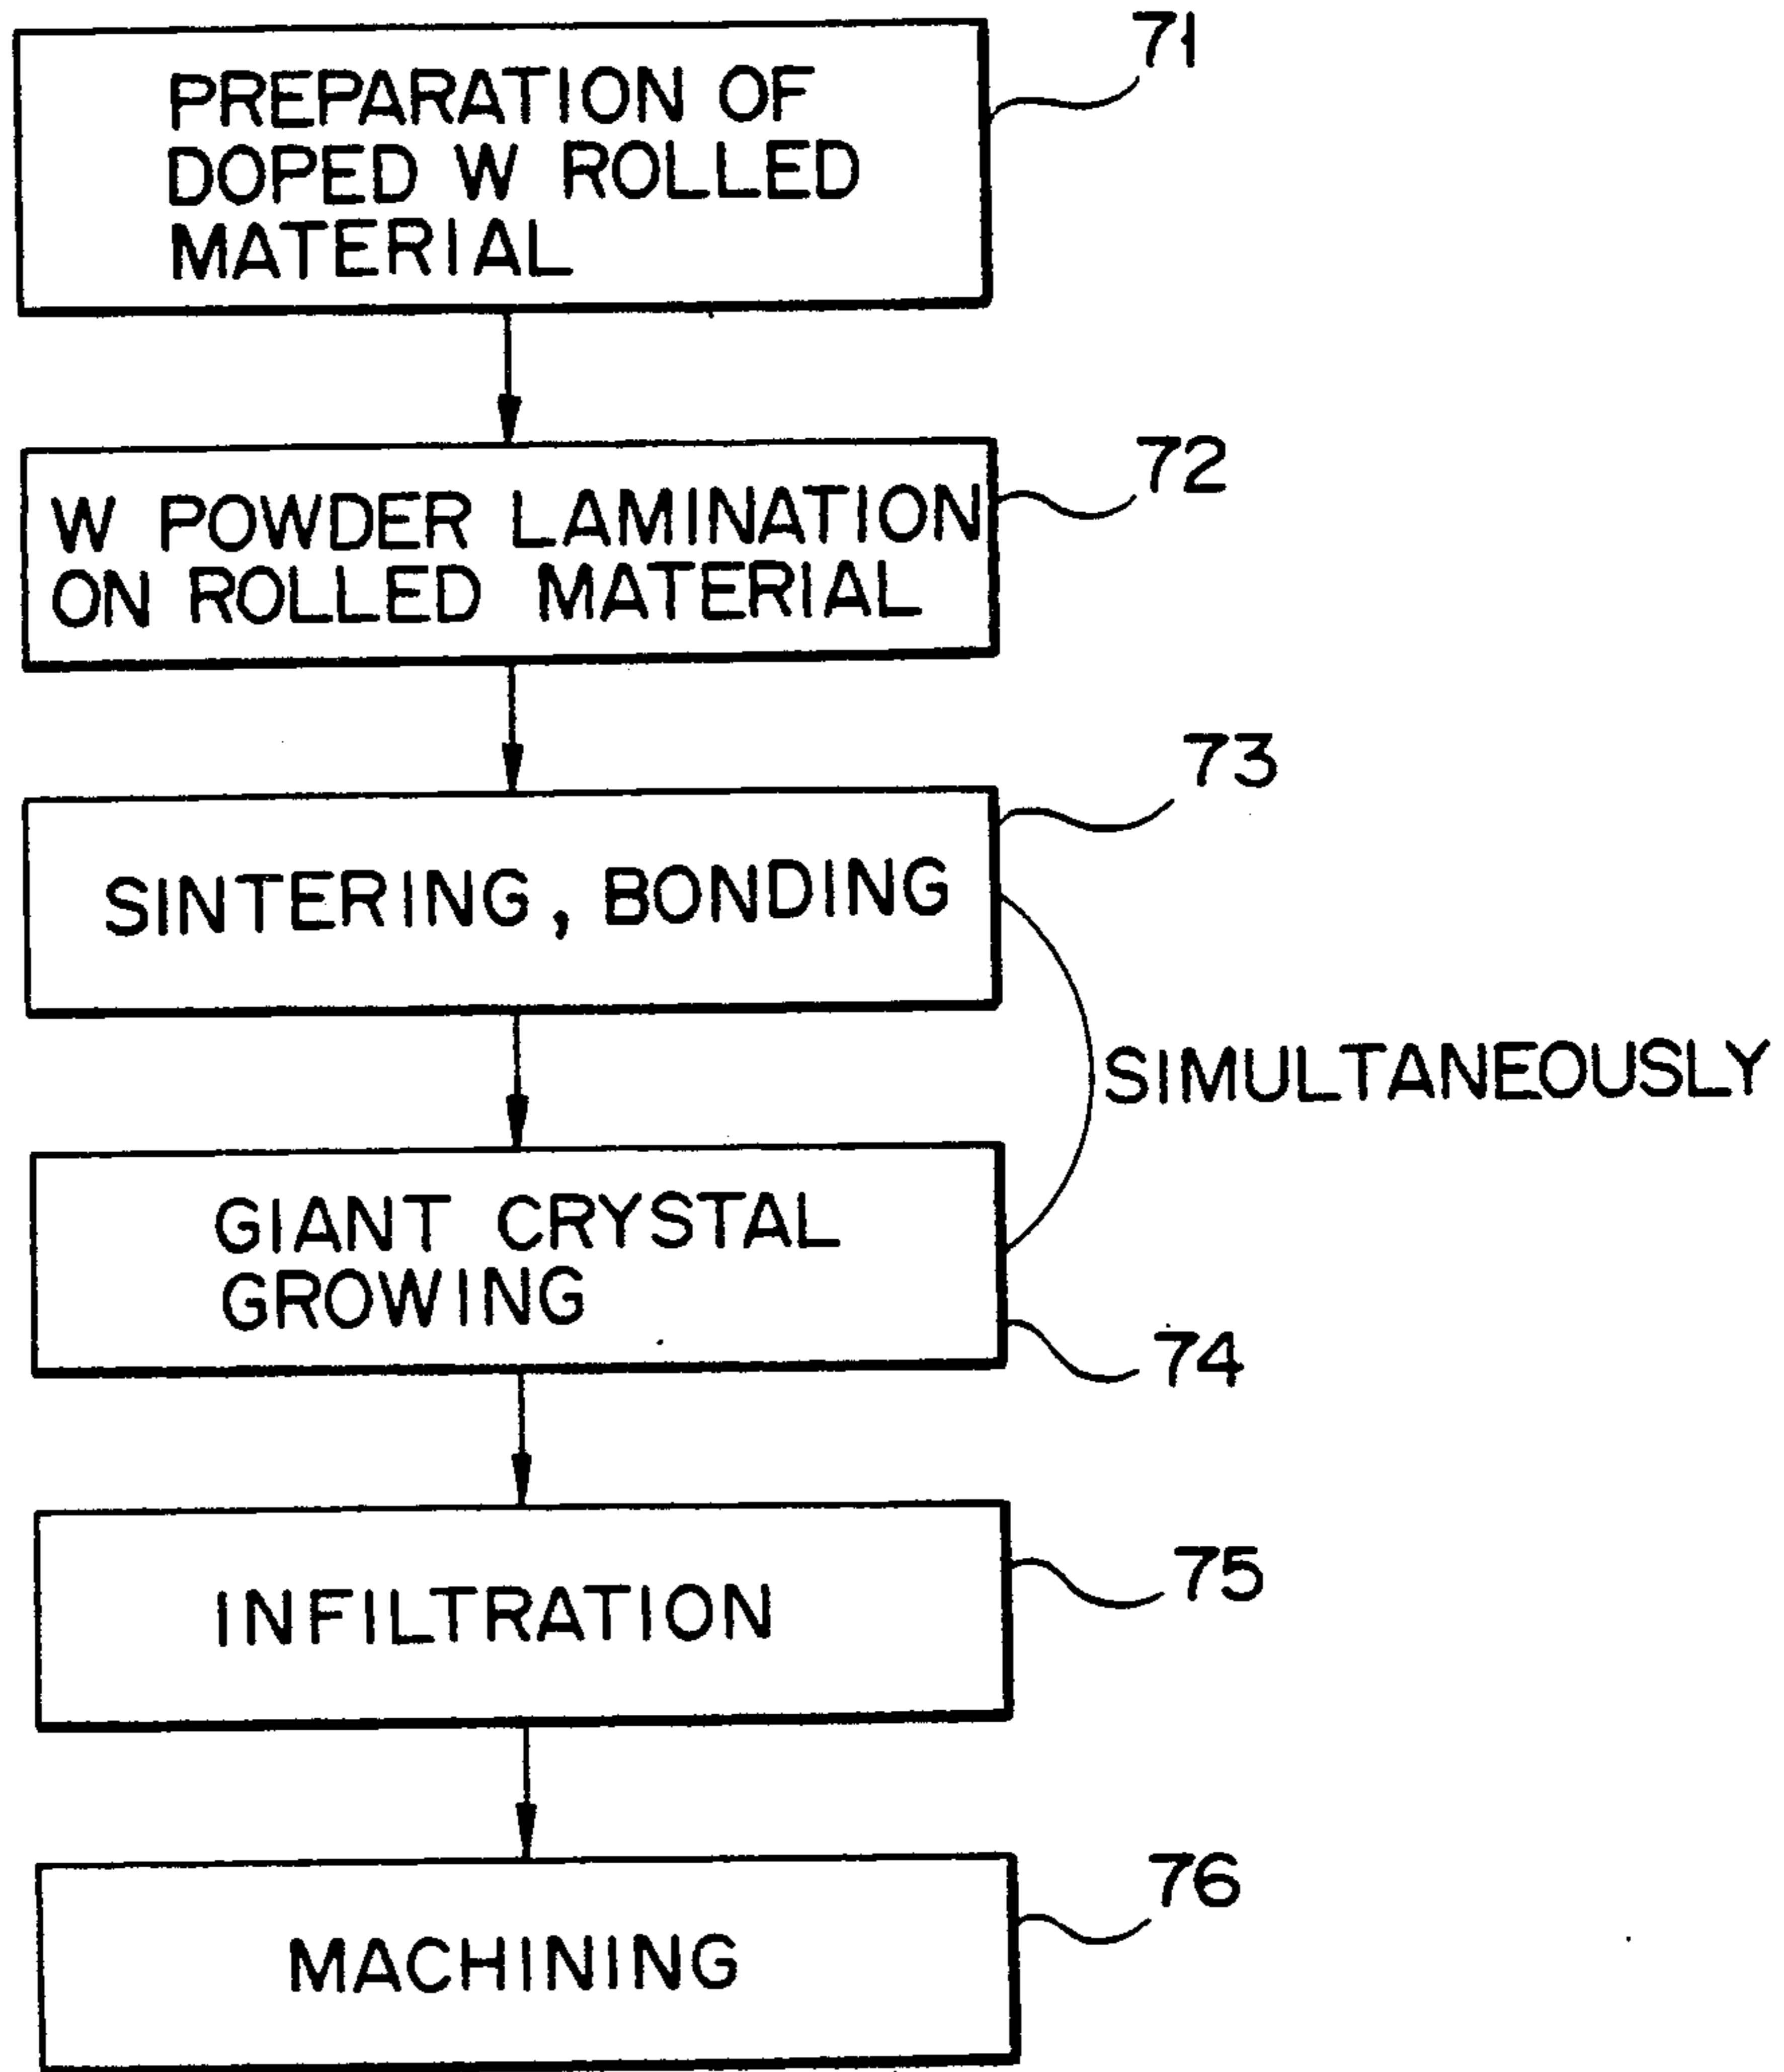 71
PREPARATION OF
DOPED W ROLLED
MATERIAL
72
W POWDER LAMINATION
ON ROLLED MATERIAL
73
SINTERING, BONDING
SIMULTANEOUSLY
GIANT CRYSTAL
GROWING
74
75
INFILTRATION
76
MACHINING